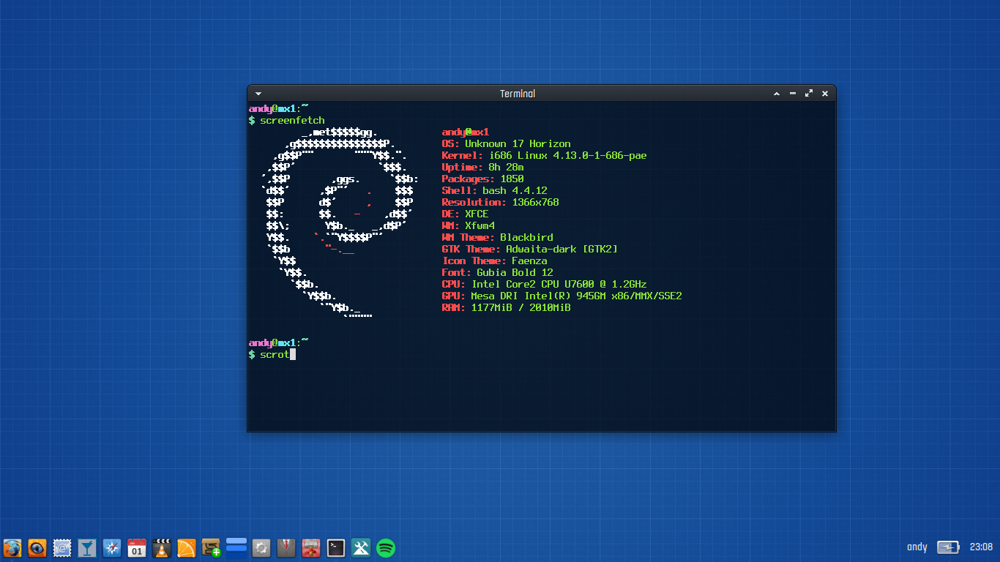 Terminal
andy@mx1:~
$ screenfetch
_,met$$$$$gg.
,g$$$$$$$$$$$$$$$P.
,g$$P""       """Y$$.".
,$$P'              `$$$.
',$$P       ,ggs.     `$$b:
`d$$'     ,$P"'   .    $$$
$$P      d$'     ,    $$P
$$:      $$.   -    ,d$$'
$$\;      Y$b._   _,d$P'
Y$$.    `.`"Y$$$$P"'
`$$b      "-.__
`Y$$
`Y$$.
`$$b.
`Y$$b.
`"Y$b._
`""""
andy@mx1
OS: Unknown 17 Horizon
Kernel: i686 Linux 4.13.0-1-686-pae
Uptime: 8h 28m
Packages: 1850
Shell: bash 4.4.12
Resolution: 1366x768
DE: XFCE
WM: Xfwm4
WM Theme: Blackbird
GTK Theme: Adwaita-dark [GTK2]
Icon Theme: Faenza
Font: Gubia Bold 12
CPU: Intel Core2 CPU U7600 @ 1.2GHz
GPU: Mesa DRI Intel(R) 945GM x86/MMX/SSE2
RAM: 1177MiB / 2010MiB
andy@mx1:~
$ scrot
01
andy
23:08